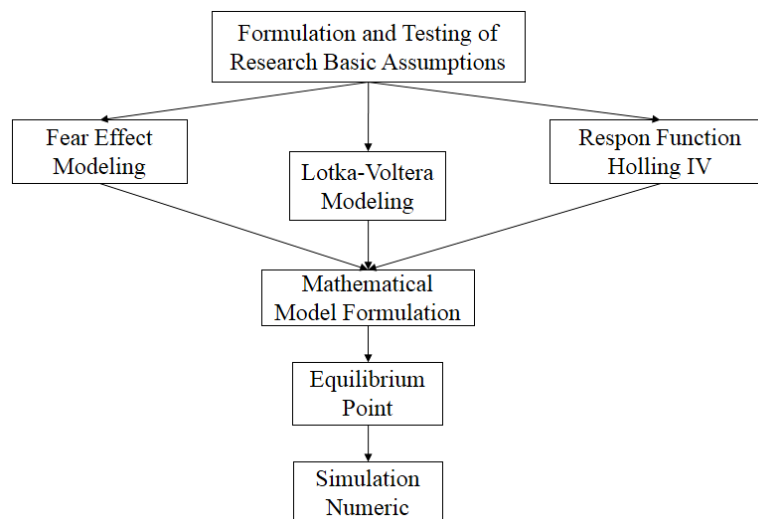 Formulation and Testing of
Research Basic Assumptions
Fear Effect
Modeling
Lotka-Voltera
Modeling
Respon Function
Holling IV
Mathematical
Model Formulation
Equilibrium
Point
Simulation
Numeric